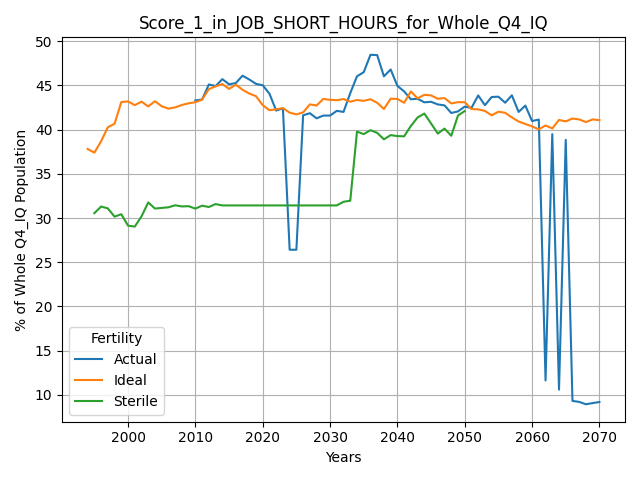 Score_1_in_JOB_SHORT_HOURS_for_Whole_Q4_IQ
% of Whole Q4_IQ Population
50
45
40
35
30
25
20
15
10
Fertility
Actual
Ideal
Sterile
2000 2010 2020 2030 2040 2050 2060 2070
Years